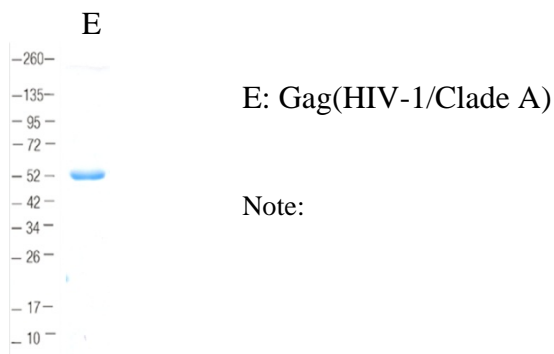 E
–260–
–135–
– 95 –
– 72 –
– 52 –
– 42 –
– 34 –
– 26 –
– 17–
– 10 –
E: Gag(HIV-1/Clade A)
Note: